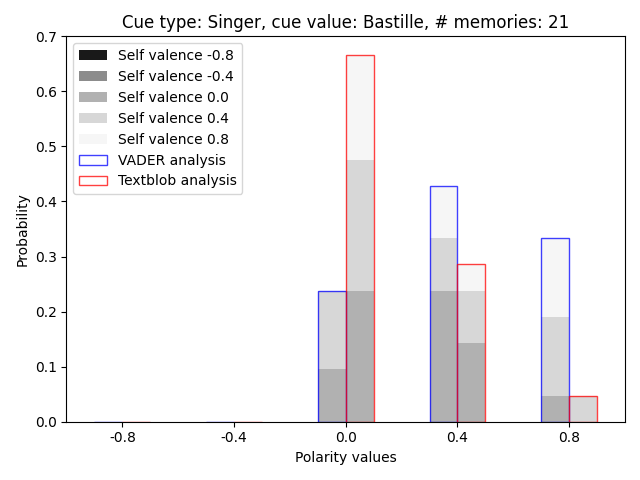 Cue type: Singer, cue value: Bastille, # memories: 21
0.7
0.6
0.5
0.4
0.3
0.2
0.1
0.0
Probability
Self valence -0.8
Self valence -0.4
Self valence 0.0
Self valence 0.4
Self valence 0.8
VADER analysis
Textblob analysis
-0.8 -0.4 0.0 0.4 0.8
Polarity values